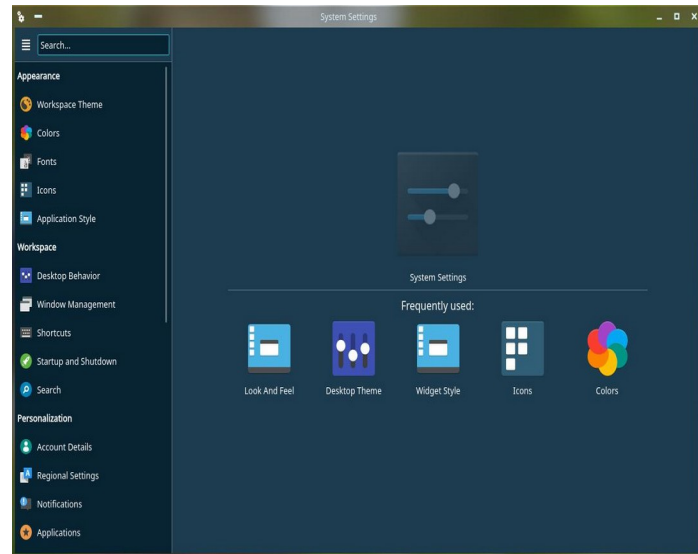 System Settings
Search...
Appearance
Workspace Theme
Colors
Fonts
Icons
Application Style
Workspace
Desktop Behavior
Window Management
Shortcuts
Startup and Shutdown
Search
Personalization
Account Details
Regional Settings
Notifications
Applications
System Settings
Frequently used:
Look And Feel Desktop Theme Widget Style Icons Colors